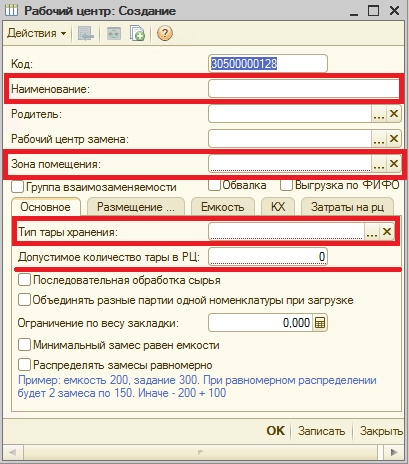 Рабочий центр: Создание
Действия
Код: 30500000128
Наименование:
Родитель: ... ×
Рабочий центр замена: ... ×
Зона помещения: ... ×
Группа взаимозаменяемости Обвалка Выгрузка по ФИФО
Основное Размещение ... Емкость КХ Затраты на рц
Тип тары хранения: ... ×
Допустимое количество тары в РЦ: 0
Последовательная обработка сырья
Объединять разные партии одной номенклатуры при загрузке
Ограничение по весу закладки: 0,000
Минимальный замес равен емкости
Распределять замесы равномерно
Пример: емкость 200, задание 300. При равномерном распределении
будет 2 замеса по 150. Иначе - 200 + 100
OK Записать Закрыть